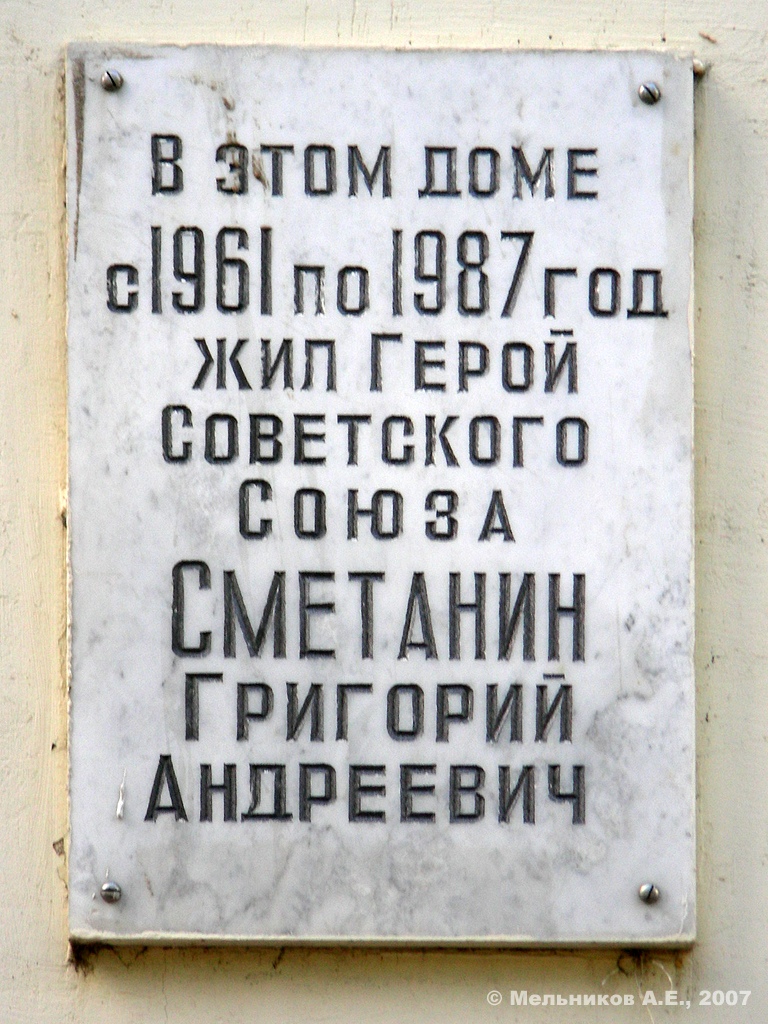 В этом доме
с 1961 по 1987 год
жил Герой
Советского
Союза
Сметанин
Григорий
Андреевич
© Мельников А.Е., 2007